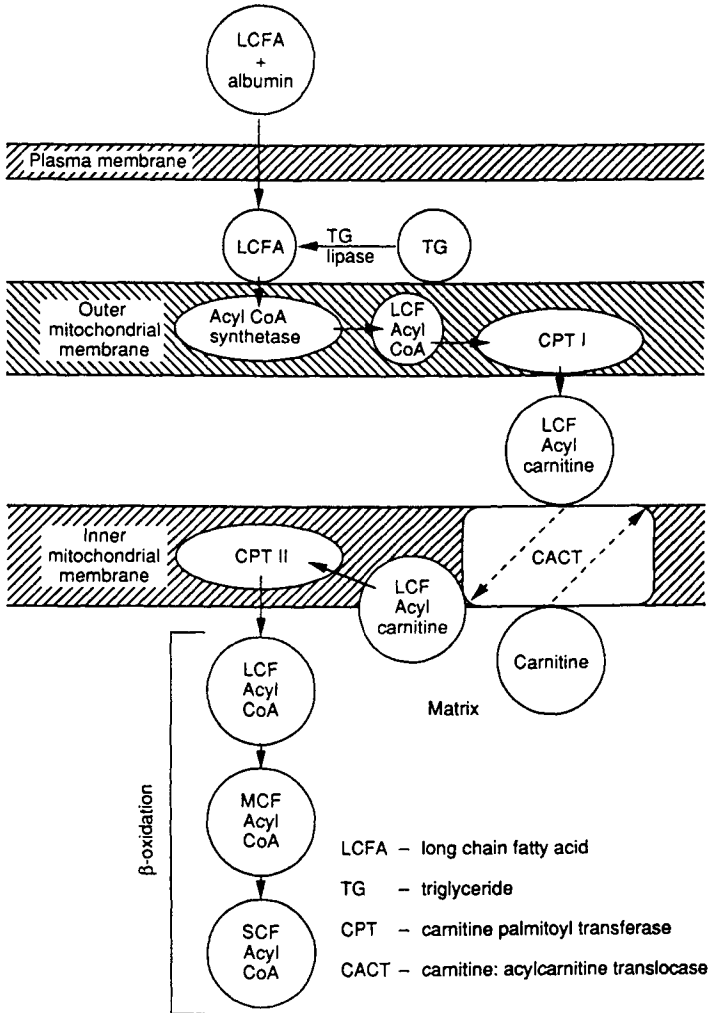 LCFA
+
albumin
Plasma membrane
LCFA
TG
lipase
TG
Outer
mitochondrial
membrane
Acyl CoA
synthetase
LCF
Acyl
CoA
CPT I
LCF
Acyl
carnitine
Inner
mitochondrial
membrane
CPT II
LCF
Acyl
carnitine
CACT
Carnitine
Matrix
β-oxidation
LCF
Acyl
CoA
MCF
Acyl
CoA
SCF
Acyl
CoA
LCFA – long chain fatty acid
TG – triglyceride
CPT – carnitine palmitoyl transferase
CACT – carnitine: acylcarnitine translocase